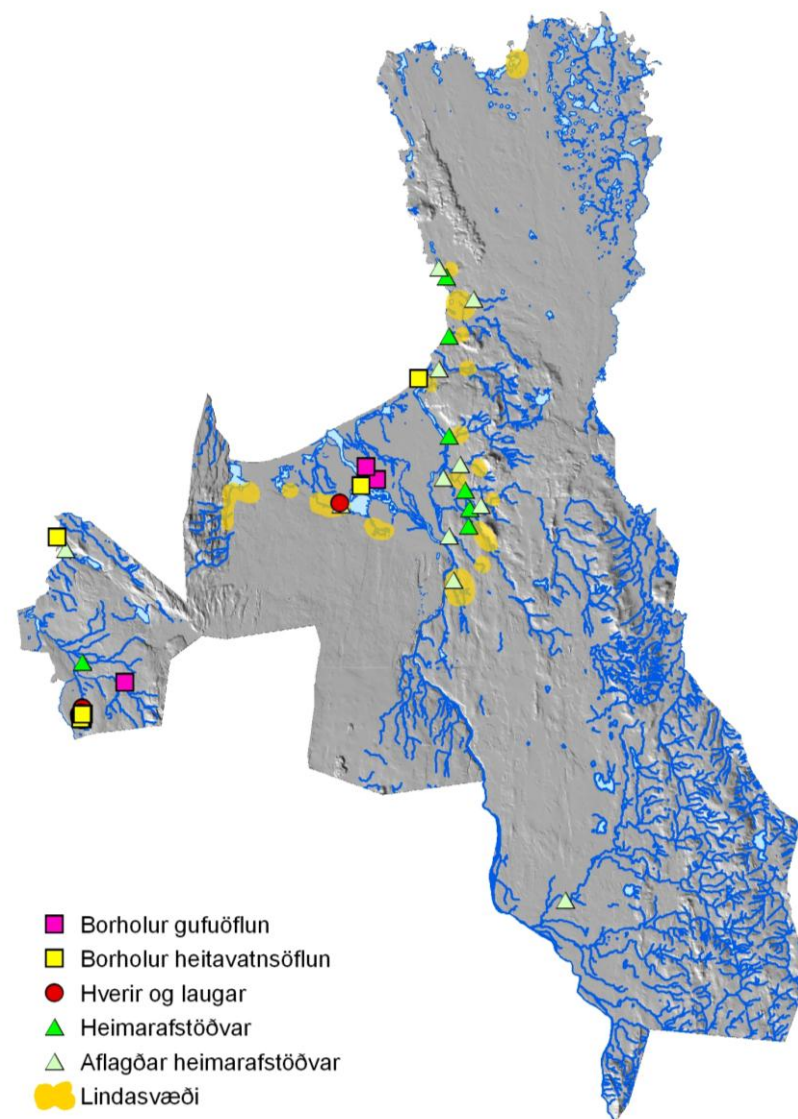 Borholur gufuöflun
Borholur heitavatnsöflun
Hverir og laugar
Heimarafstöðvar
Aflagðar heimarafstöðvar
Lindasvæði